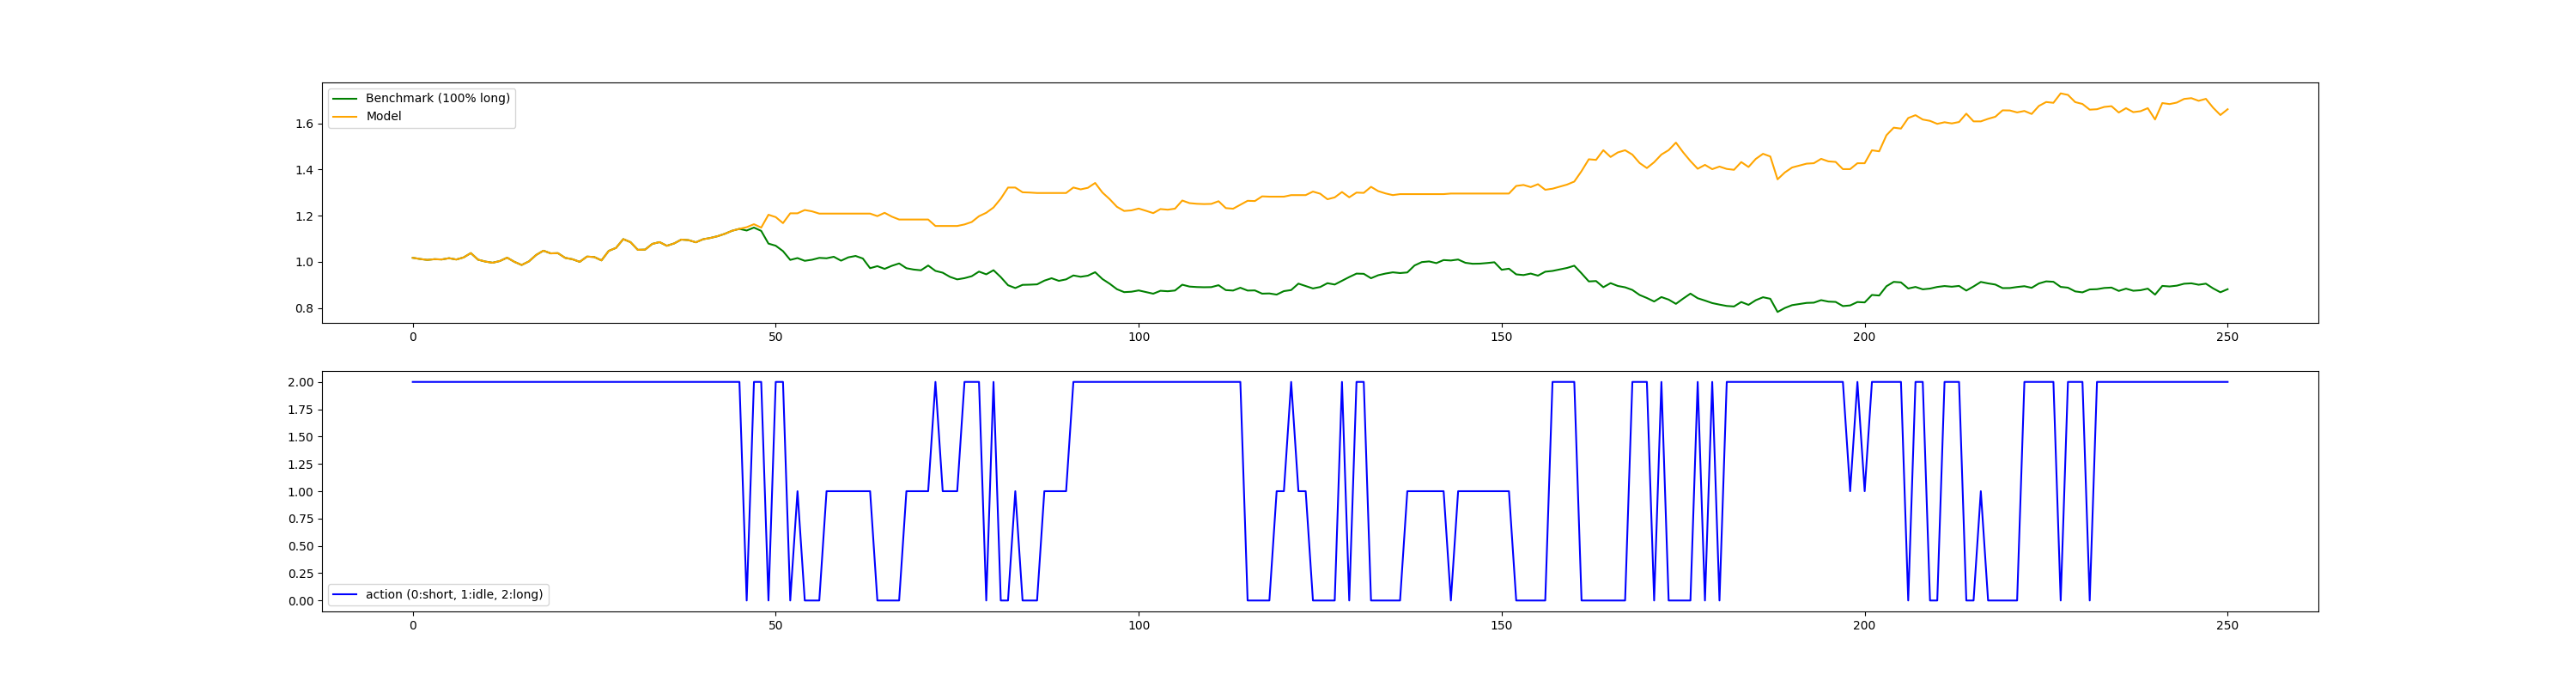 Benchmark (100% long)
Model
1.6
1.4
1.2
1.0
0.8
0 50 100 150 200 250
2.00
1.75
1.50
1.25
1.00
0.75
0.50
0.25
0.00
action (0:short, 1:idle, 2:long)
0 50 100 150 200 250